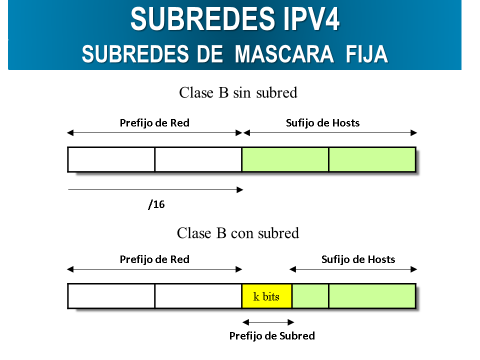 SUBREDES IPV4
SUBREDES DE MASCARA FIJA
Clase B sin subred
Prefijo de Red
Sufijo de Hosts
/16
Clase B con subred
Prefijo de Red
Sufijo de Hosts
k bits
Prefijo de Subred